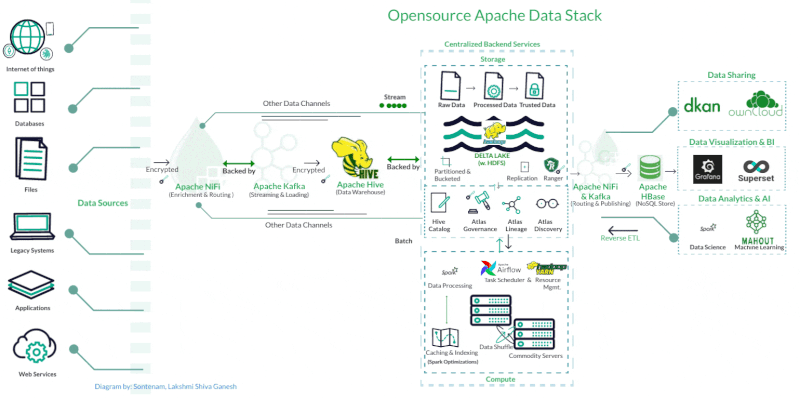 Opensource Apache Data Stack
Internet of things
Databases
Files
Legacy Systems
Applications
Web Services
Data Sources
Encrypted
Apache NiFi
(Enrichment & Routing )
Backed by
Apache Kafka
(Streaming & Loading)
Encrypted
HIVE
Apache Hive
(Data Warehouse)
Backed by
Other Data Channels
Stream
Other Data Channels
Batch
Centralized Backend Services
Storage
Raw Data
Processed Data
Trusted Data
hadoop
DELTA LAKE
(w. HDFS)
Partitioned &
Bucketed
Replication
Ranger
Hive
Catalog
Atlas
Governance
Atlas
Lineage
Atlas
Discovery
Spark
Data Processing
Airflow
Task Scheduler
&
hadoop
YARN
Resource
Mgmt.
Caching & Indexing
(Spark Optimizations)
Data Shuffle
Commodity Servers
Compute
Apache NiFi
& Kafka
(Routing & Publishing)
Encrypted
Apache
HBase
(NoSQL Store)
Reverse ETL
Data Sharing
dkan
ownCloud
Data Visualization & BI
Grafana
Superset
Data Analytics & AI
Spark
Data Science
MAHOUT
Machine Learning
Diagram by: Sontenam, Lakshmi Shiva Ganesh